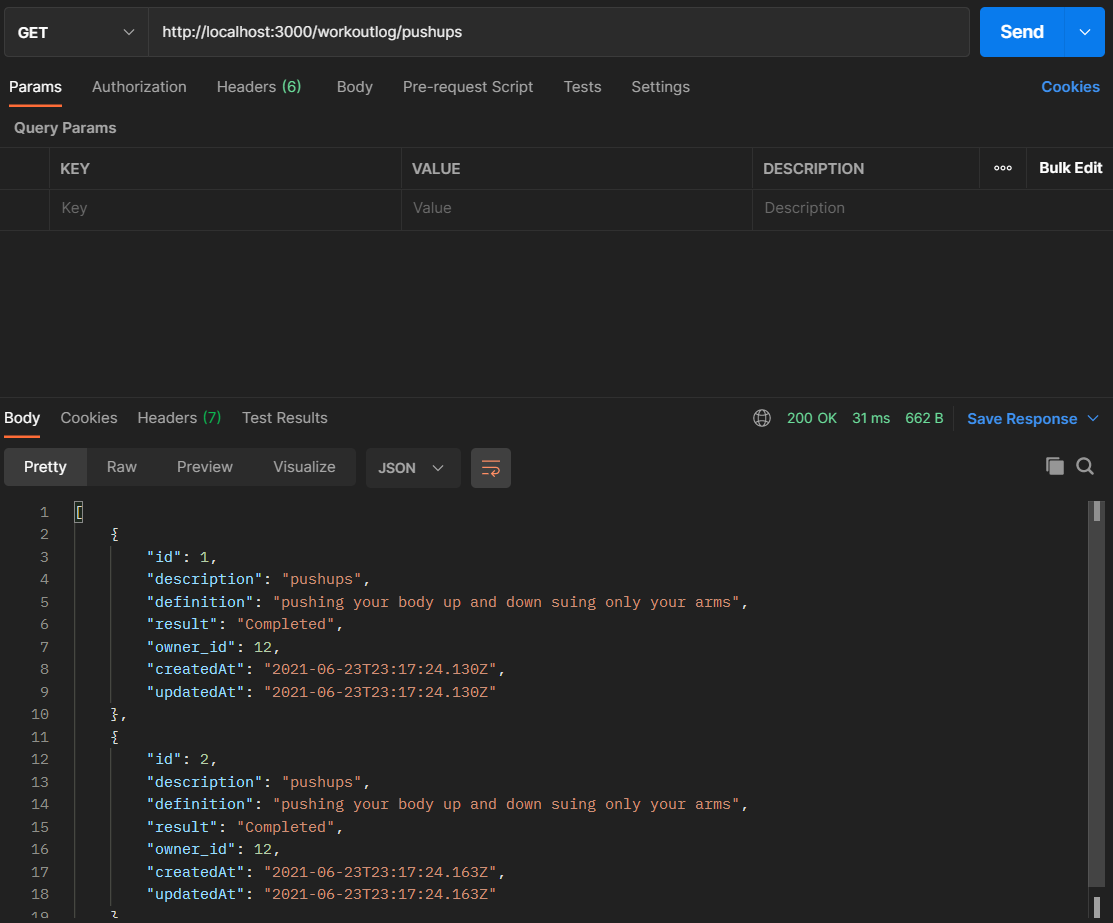 GET http://localhost:3000/workoutlog/pushups Send
Params Authorization Headers (6) Body Pre-request Script Tests Settings Cookies
Query Params
KEY VALUE DESCRIPTION ooo Bulk Edit
Key Value Description
Body Cookies Headers (7) Test Results 200 OK 31 ms 662 B Save Response
Pretty Raw Preview Visualize JSON
1 [
2 {
3 "id": 1,
4 "description": "pushups",
5 "definition": "pushing your body up and down suing only your arms",
6 "result": "Completed",
7 "owner_id": 12,
8 "createdAt": "2021-06-23T23:17:24.130Z",
9 "updatedAt": "2021-06-23T23:17:24.130Z"
10 },
11 {
12 "id": 2,
13 "description": "pushups",
14 "definition": "pushing your body up and down suing only your arms",
15 "result": "Completed",
16 "owner_id": 12,
17 "createdAt": "2021-06-23T23:17:24.163Z",
18 "updatedAt": "2021-06-23T23:17:24.163Z"
19 }